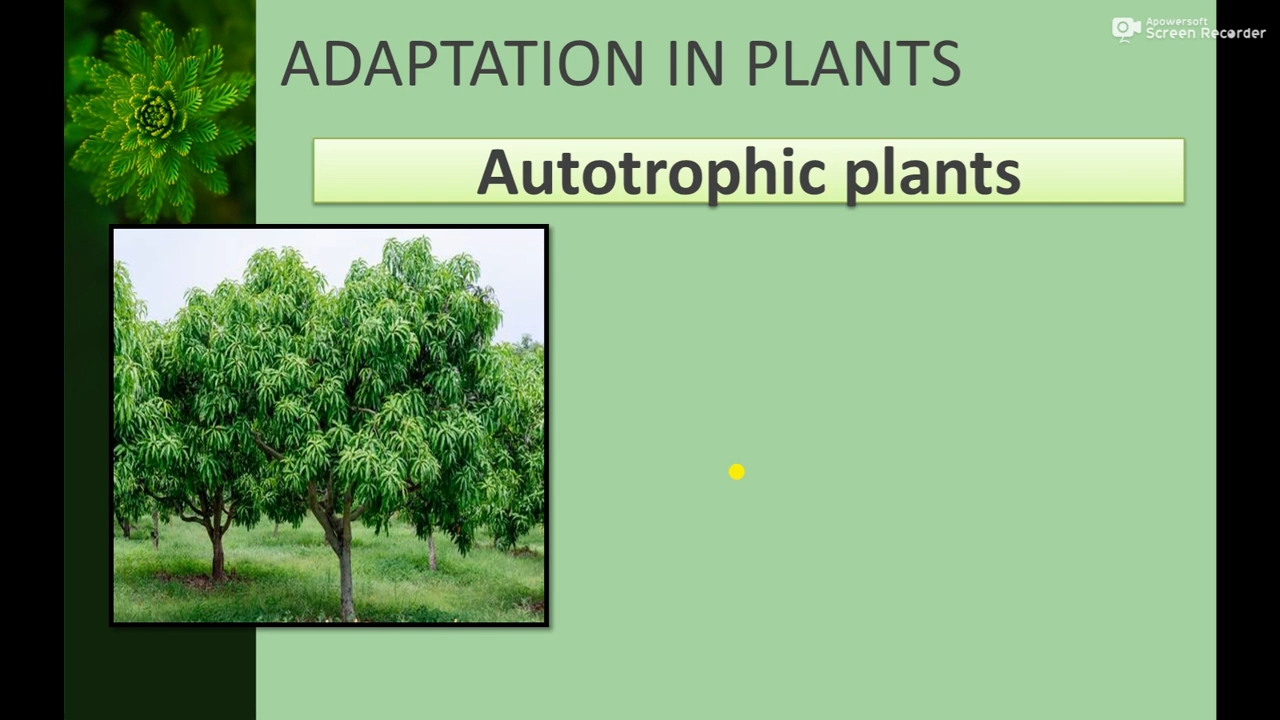 Apowersoft
Screen Recorder
ADAPTATION IN PLANTS
Autotrophic plants